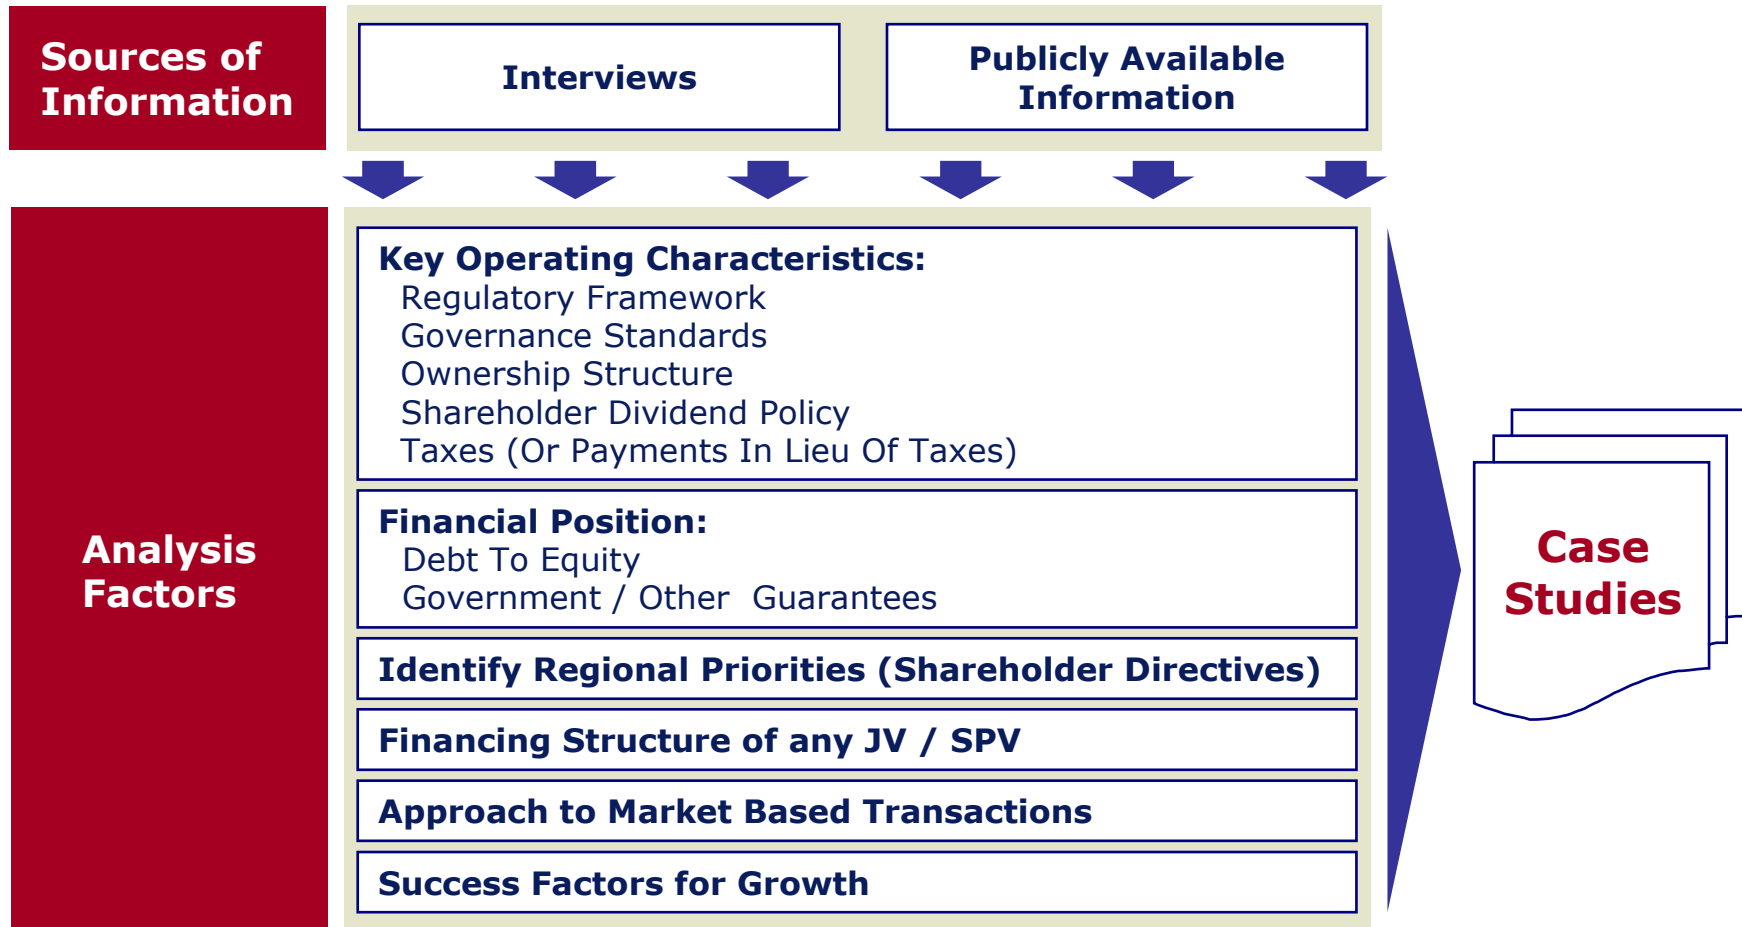 Sources of
Information
Interviews
Publicly Available
Information
Analysis
Factors
Key Operating Characteristics:
Regulatory Framework
Governance Standards
Ownership Structure
Shareholder Dividend Policy
Taxes (Or Payments In Lieu Of Taxes)
Financial Position:
Debt To Equity
Government / Other  Guarantees
Identify Regional Priorities (Shareholder Directives)
Financing Structure of any JV / SPV
Approach to Market Based Transactions
Success Factors for Growth
Case
Studies